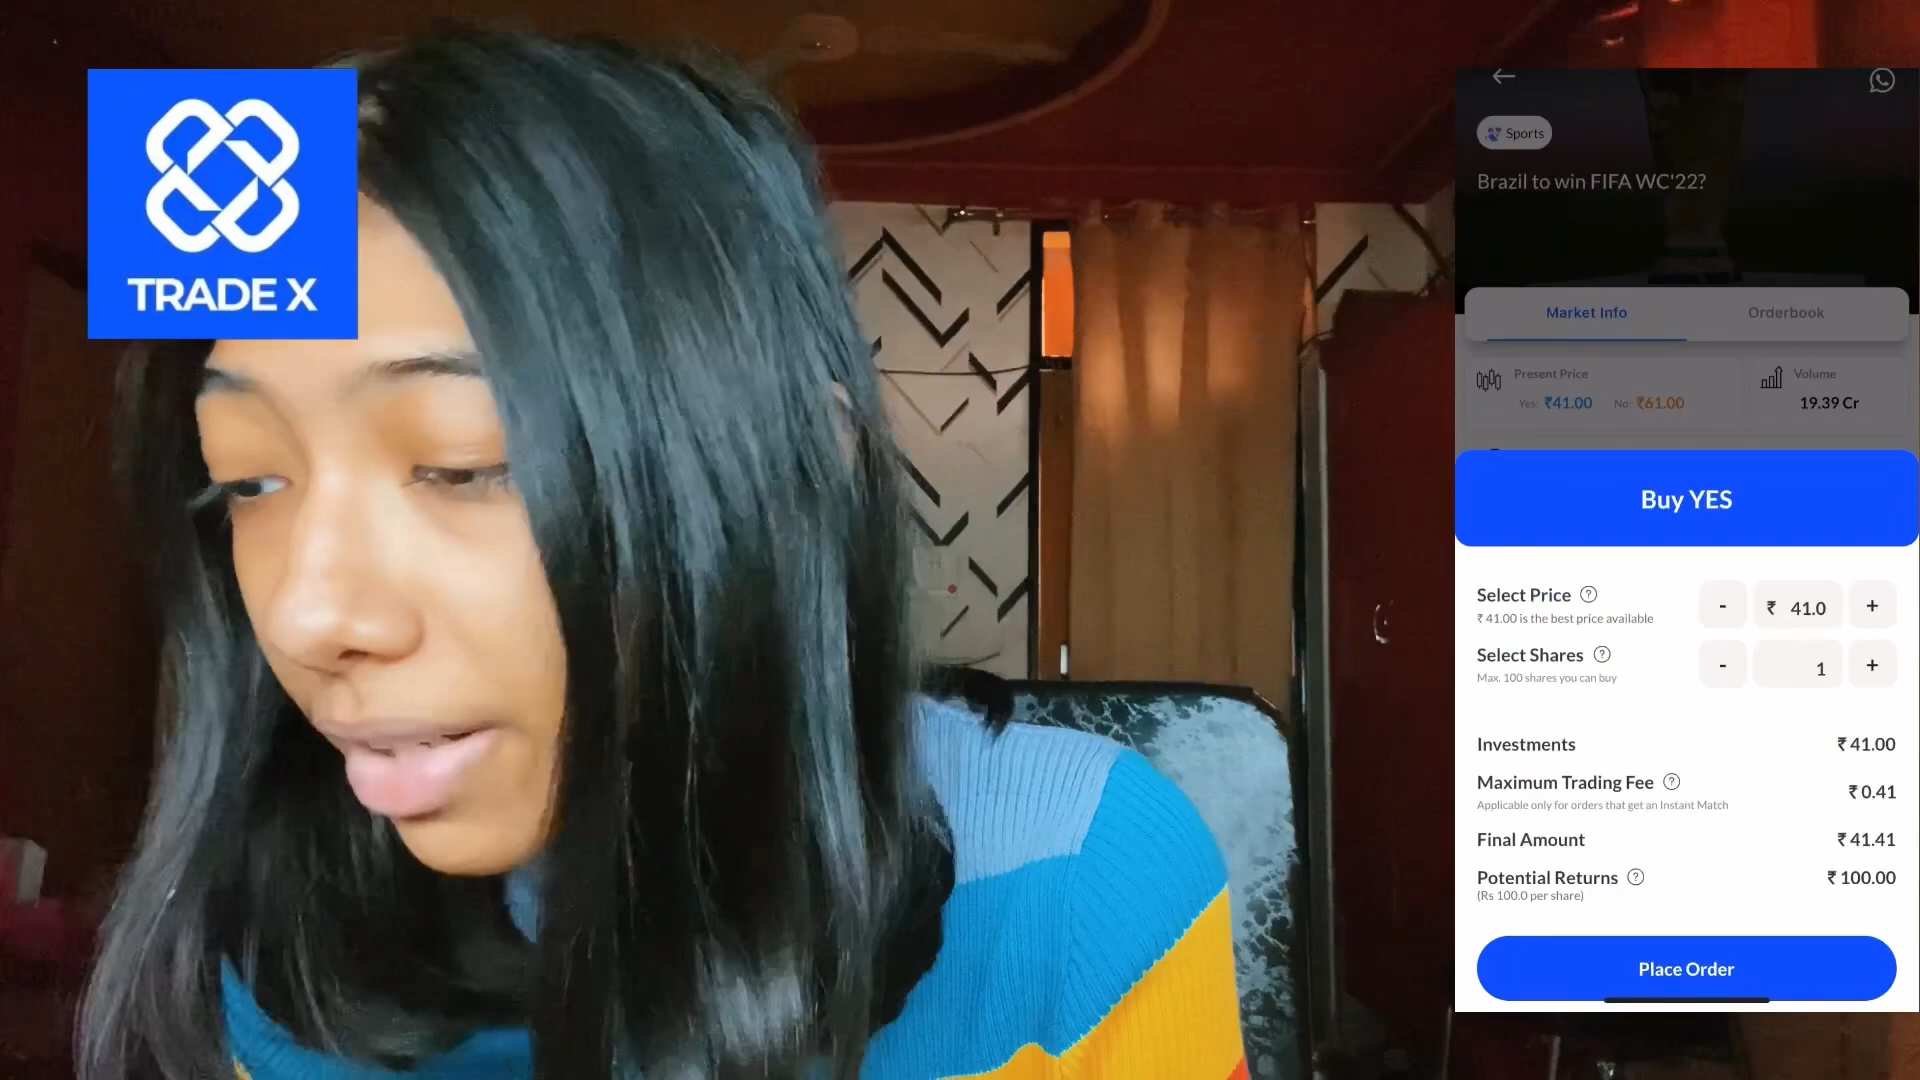 TRADE X
Sports
Brazil to win FIFA WC'22?
Market Info
Orderbook
Present Price
Yes: ₹41.00 No: ₹61.00
Volume
19.39 Cr
Buy YES
Select Price ?
₹ 41.00 is the best price available
- ₹ 41.0 +
Select Shares ?
Max. 100 shares you can buy
- 1 +
Investments ₹ 41.00
Maximum Trading Fee ? ₹ 0.41
Applicable only for orders that get an Instant Match
Final Amount ₹ 41.41
Potential Returns ? ₹ 100.00
(Rs 100.0 per share)
Place Order